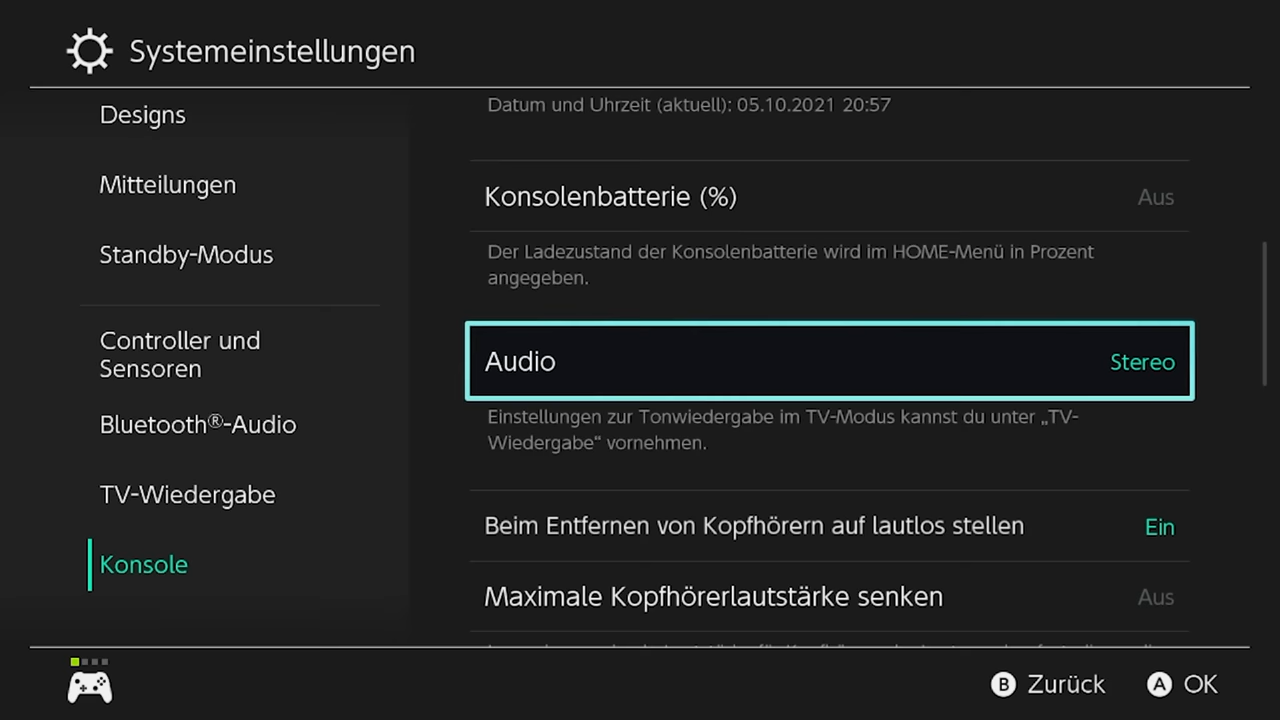 Systemeinstellungen
Designs
Mitteilungen
Standby-Modus
Controller und
Sensoren
Bluetooth®-Audio
TV-Wiedergabe
Konsole
Datum und Uhrzeit (aktuell): 05.10.2021 20:57
Konsolenbatterie (%) Aus
Der Ladezustand der Konsolenbatterie wird im HOME-Menü in Prozent
angegeben.
Audio Stereo
Einstellungen zur Tonwiedergabe im TV-Modus kannst du unter „TV-
Wiedergabe“ vornehmen.
Beim Entfernen von Kopfhörern auf lautlos stellen Ein
Maximale Kopfhörerlautstärke senken Aus
B Zurück A OK